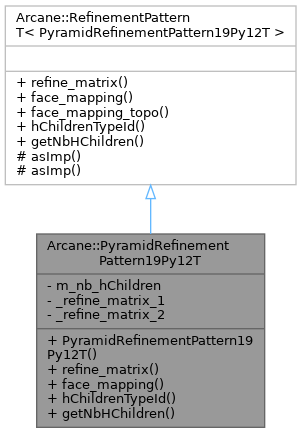 Arcane::RefinementPattern
T< PyramidRefinementPattern19Py12T >
+ refine_matrix()
+ face_mapping()
+ face_mapping_topo()
+ hChildrenTypeId()
+ getNbHChildren()
# asImp()
# asImp()
Arcane::PyramidRefinement
Pattern19Py12T
- m_nb_hChildren
- _refine_matrix_1
- _refine_matrix_2
+ PyramidRefinementPattern19
Py12T()
+ refine_matrix()
+ face_mapping()
+ hChildrenTypeId()
+ getNbHChildren()